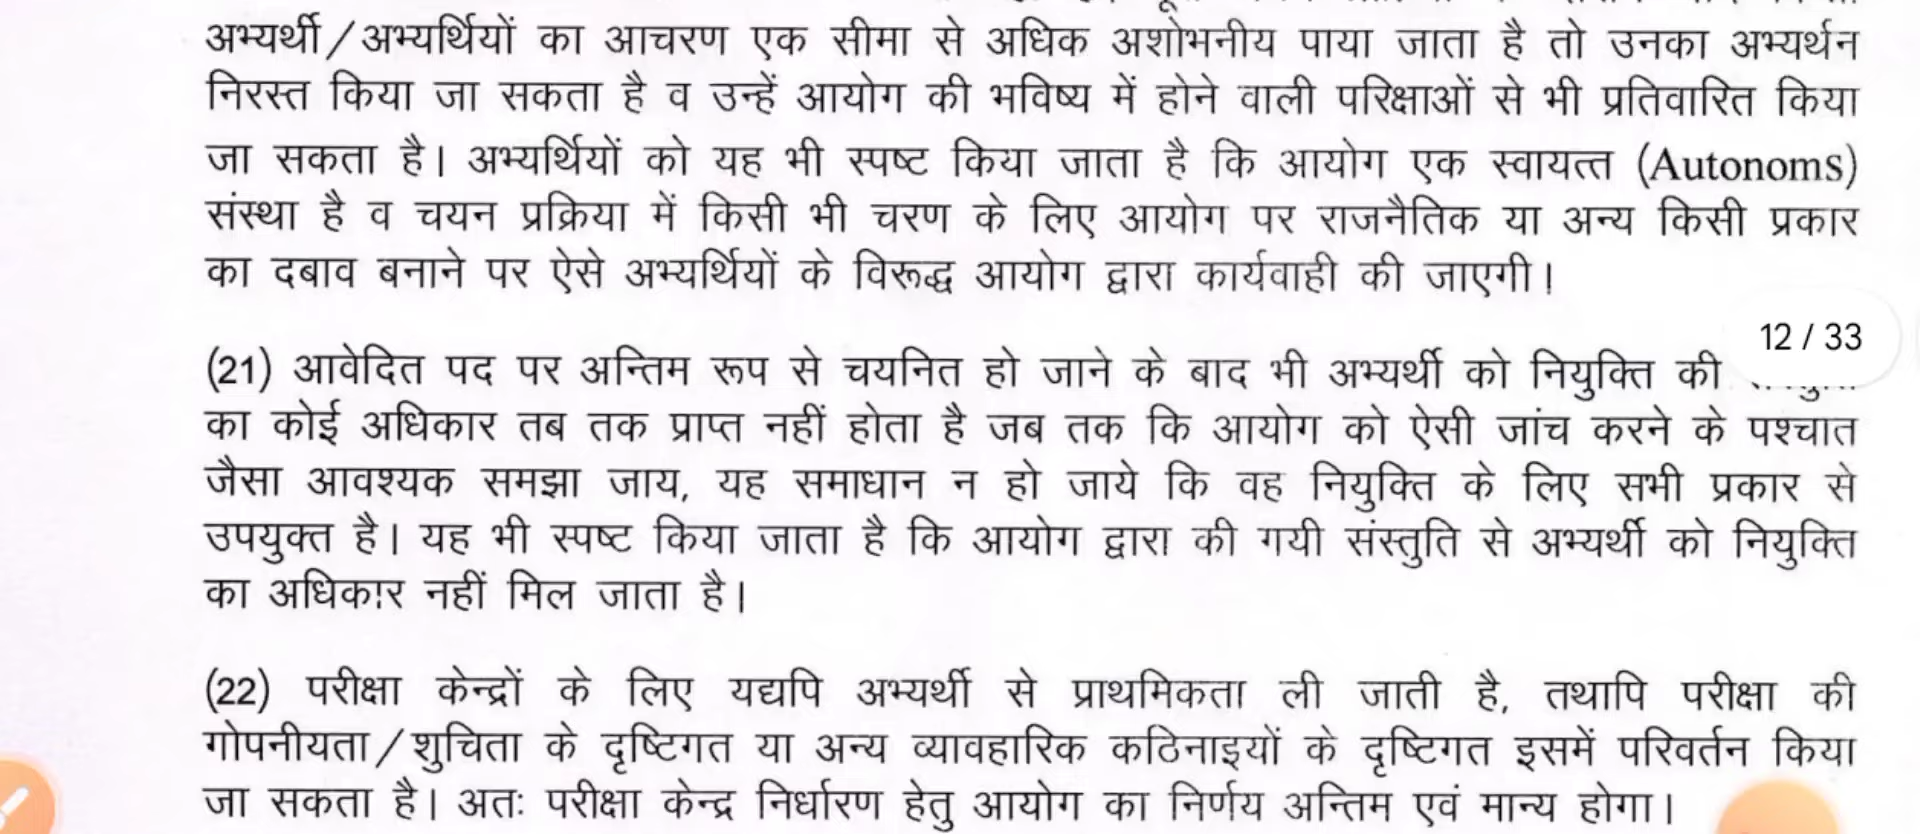 अभ्यर्थी/अभ्यर्थियों का आचरण एक सीमा से अधिक अशोभनीय पाया जाता है तो उनका अभ्यर्थन
निरस्त किया जा सकता है व उन्हें आयोग की भविष्य में होने वाली परिक्षाओं से भी प्रतिवारित किया
जा सकता है। अभ्यर्थियों को यह भी स्पष्ट किया जाता है कि आयोग एक स्वायत्त (Autonoms)
संस्था है व चयन प्रक्रिया में किसी भी चरण के लिए आयोग पर राजनैतिक या अन्य किसी प्रकार
का दबाव बनाने पर ऐसे अभ्यर्थियों के विरूद्ध आयोग द्वारा कार्यवाही की जाएगी।
12 / 33
(21) आवेदित पद पर अन्तिम रूप से चयनित हो जाने के बाद भी अभ्यर्थी को नियुक्ति की
का कोई अधिकार तब तक प्राप्त नहीं होता है जब तक कि आयोग को ऐसी जांच करने के पश्चात
जैसा आवश्यक समझा जाय, यह समाधान न हो जाये कि वह नियुक्ति के लिए सभी प्रकार से
उपयुक्त है। यह भी स्पष्ट किया जाता है कि आयोग द्वारा की गयी संस्तुति से अभ्यर्थी को नियुक्ति
का अधिकार नहीं मिल जाता है।
(22) परीक्षा केन्द्रों के लिए यद्यपि अभ्यर्थी से प्राथमिकता ली जाती है, तथापि परीक्षा की
गोपनीयता/शुचिता के दृष्टिगत या अन्य व्यावहारिक कठिनाइयों के दृष्टिगत इसमें परिवर्तन किया
जा सकता है। अतः परीक्षा केन्द्र निर्धारण हेतु आयोग का निर्णय अन्तिम एवं मान्य होगा।